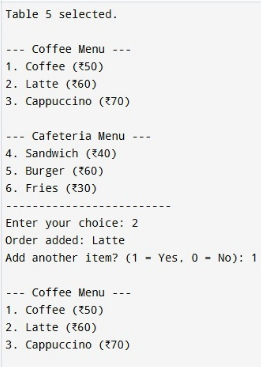 Table 5 selected.
--- Coffee Menu ---
1. Coffee (₹50)
2. Latte (₹60)
3. Cappuccino (₹70)
--- Cafeteria Menu ---
4. Sandwich (₹40)
5. Burger (₹60)
6. Fries (₹30)
-------------------------
Enter your choice: 2
Order added: Latte
Add another item? (1 - Yes, 0 - No): 1
--- Coffee Menu ---
1. Coffee (₹50)
2. Latte (₹60)
3. Cappuccino (₹70)